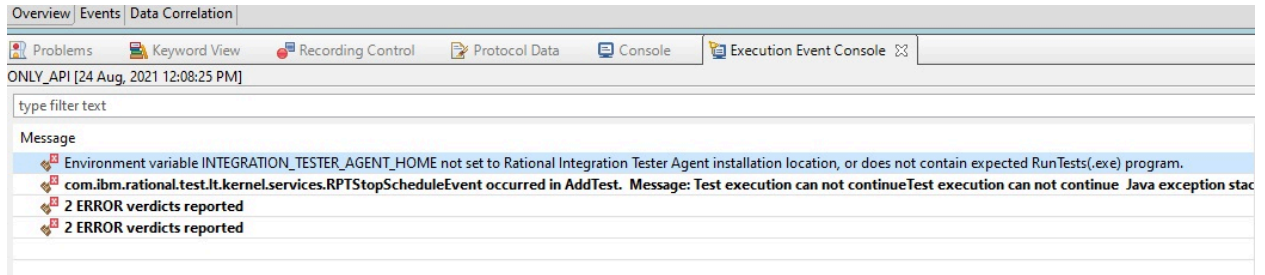 Overview Events Data Correlation
Problems Keyword View Recording Control Protocol Data Console Execution Event Console
ONLY_API [24 Aug, 2021 12:08:25 PM]
type filter text
Message
Environment variable INTEGRATION_TESTER_AGENT_HOME not set to Rational Integration Tester Agent installation location, or does not contain expected RunTests(.exe) program.
com.ibm.rational.test.lt.kernel.services.RPTStopScheduleEvent occurred in AddTest. Message: Test execution can not continueTest execution can not continue Java exception stac
2 ERROR verdicts reported
2 ERROR verdicts reported